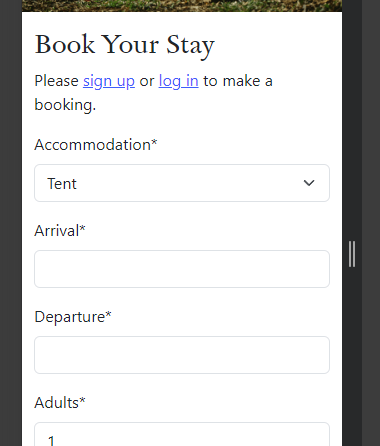 Book Your Stay
Please sign up or log in to make a
booking.
Accommodation*
Tent
Arrival*
Departure*
Adults*
1